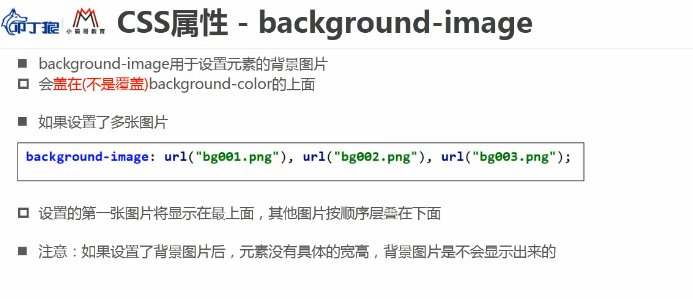 叩丁狼
小码哥教育
CSS属性 - background-image
■ background-image用于设置元素的背景图片
会盖在(不是覆盖)background-color的上面
■ 如果设置了多张图片
background-image: url("bg001.png"), url("bg002.png"), url("bg003.png");
设置的第一张图片将显示在最上面，其他图片按顺序层叠在下面
■ 注意：如果设置了背景图片后，元素没有具体的宽高，背景图片是不会显示出来的